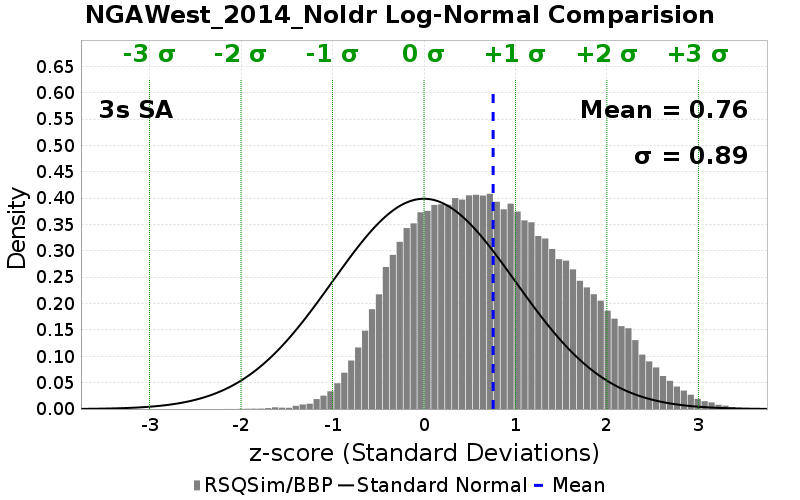 NGAWest_2014_NoIdr Log-Normal Comparision
-3 σ -2 σ -1 σ 0 σ +1 σ +2 σ +3 σ
3s SA
Mean = 0.76
σ = 0.89
Density
0.65
0.60
0.55
0.50
0.45
0.40
0.35
0.30
0.25
0.20
0.15
0.10
0.05
0.00
-3 -2 -1 0 1 2 3
z-score (Standard Deviations)
RSQSim/BBP Standard Normal Mean